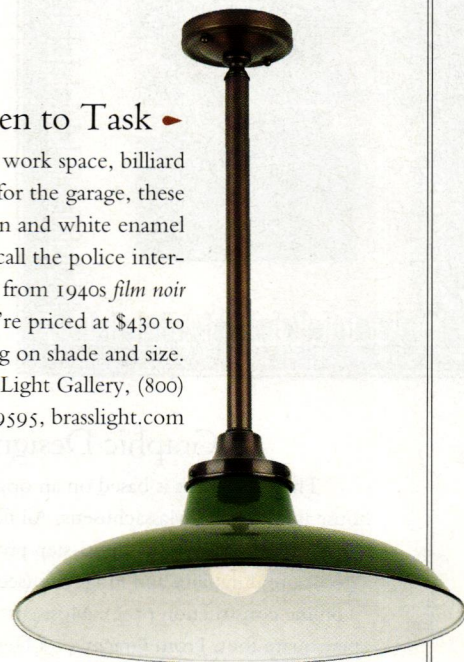 en to Task
work space, billiard
for the garage, these
n and white enamel
call the police inter-
from 1940s film noir
're priced at $430 to
g on shade and size.
Light Gallery, (800)
9595, brasslight.com